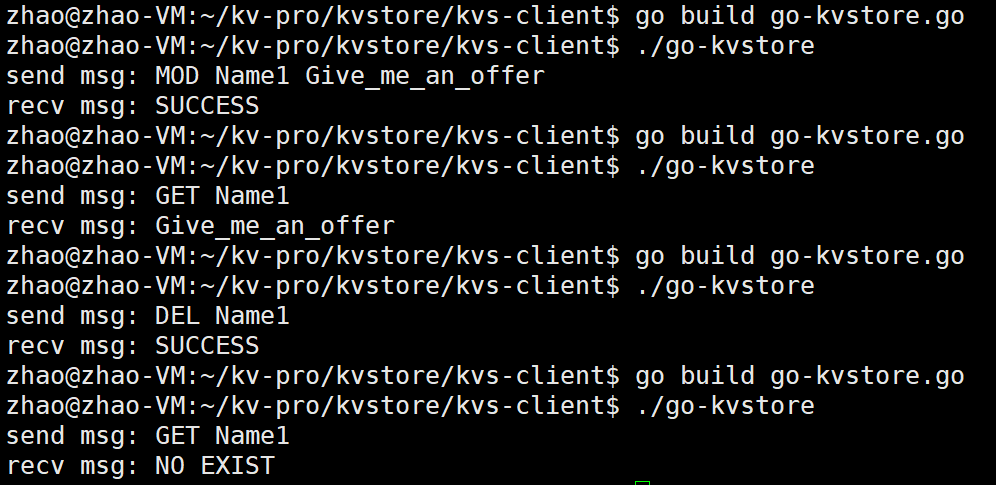 zhao@zhao-VM:~/kv-pro/kvstore/kvs-client$ go build go-kvstore.go
zhao@zhao-VM:~/kv-pro/kvstore/kvs-client$ ./go-kvstore
send msg: MOD Name1 Give_me_an_offer
recv msg: SUCCESS
zhao@zhao-VM:~/kv-pro/kvstore/kvs-client$ go build go-kvstore.go
zhao@zhao-VM:~/kv-pro/kvstore/kvs-client$ ./go-kvstore
send msg: GET Name1
recv msg: Give_me_an_offer
zhao@zhao-VM:~/kv-pro/kvstore/kvs-client$ go build go-kvstore.go
zhao@zhao-VM:~/kv-pro/kvstore/kvs-client$ ./go-kvstore
send msg: DEL Name1
recv msg: SUCCESS
zhao@zhao-VM:~/kv-pro/kvstore/kvs-client$ go build go-kvstore.go
zhao@zhao-VM:~/kv-pro/kvstore/kvs-client$ ./go-kvstore
send msg: GET Name1
recv msg: NO EXIST